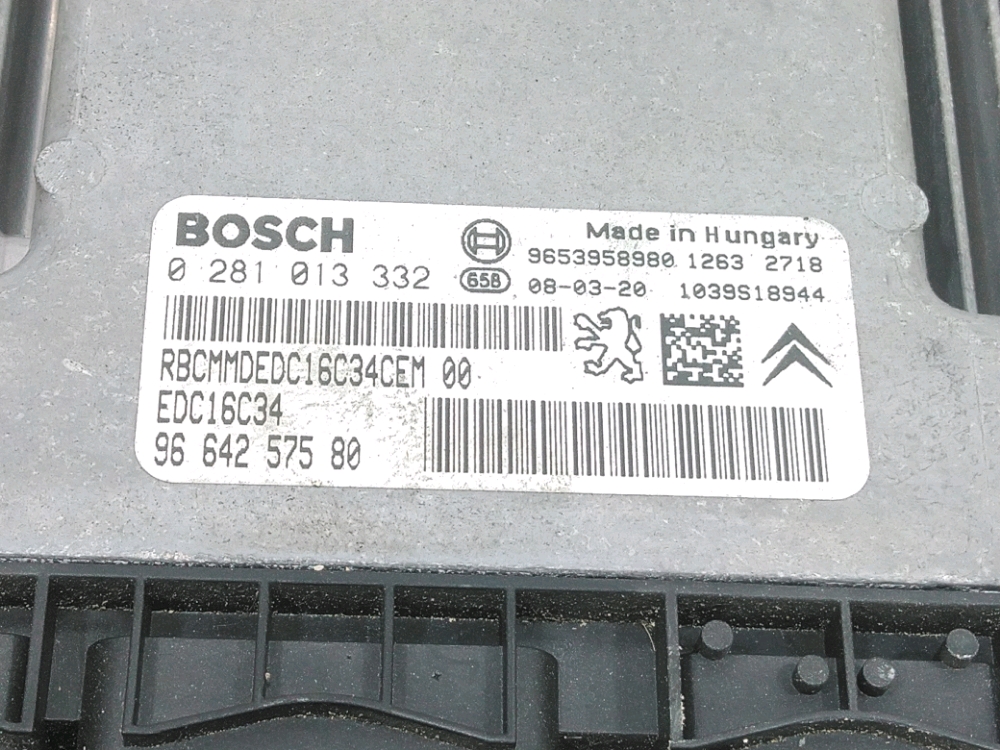 BOSCH
Made in Hungary
9653958980 1263 2718
0 281 013 332
65B
08-03-20 1039S18944
RBCMMDEDC16C34CEM 00
EDC16C34
96 642 575 80